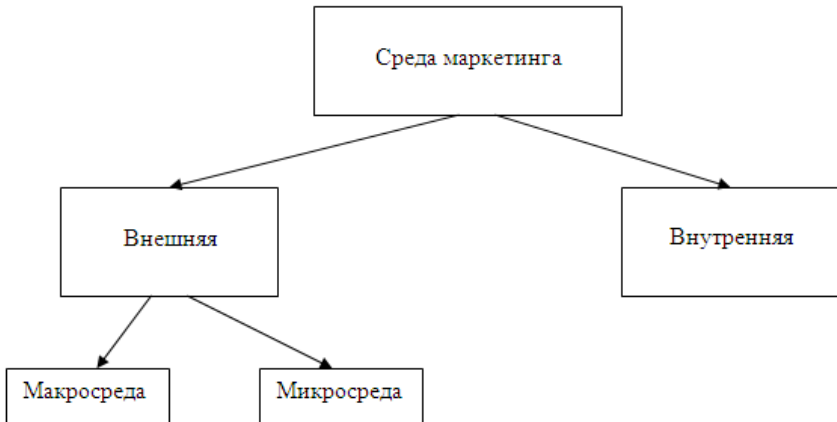 Среда маркетинга
Внешняя
Внутренняя
Макросреда
Микросреда